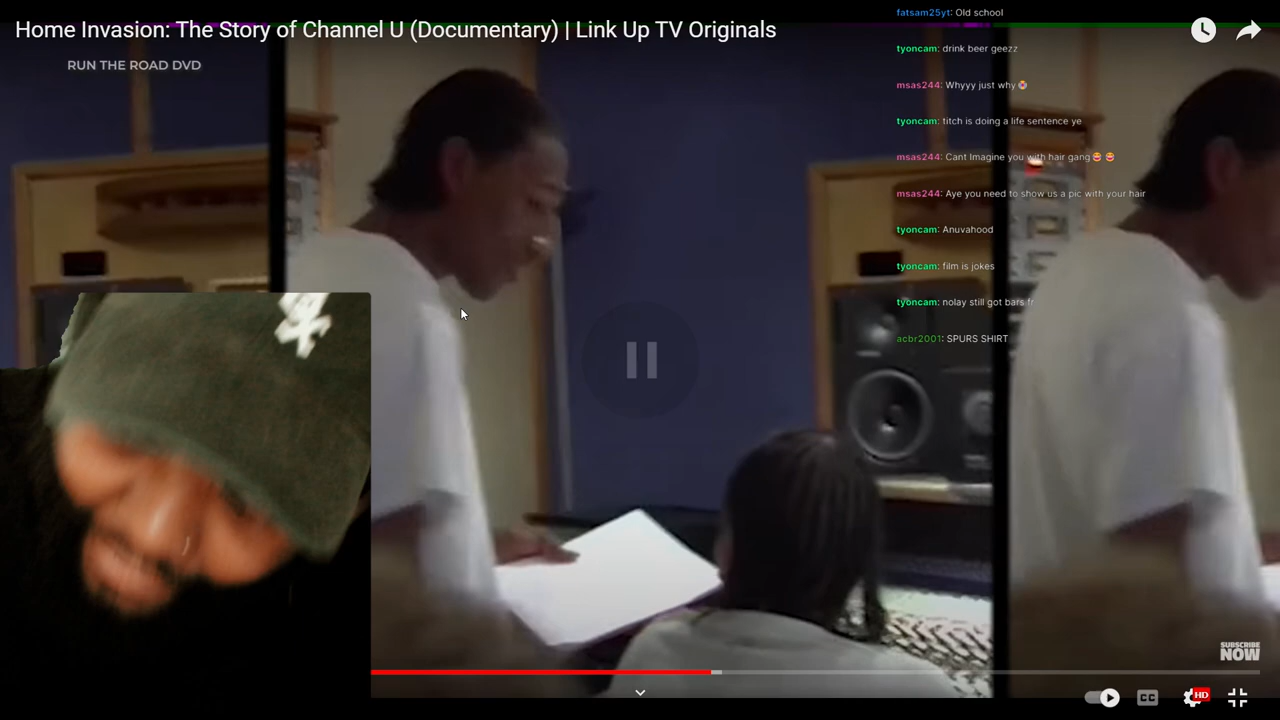 fatsam25yt: Old school
Home Invasion: The Story of Channel U (Documentary) | Link Up TV Originals
tyoncam: drink beer geezz
RUN THE ROAD DVD
msas244: Whyyy just why
tyoncam: titch is doing a life sentence ye
msas244: Cant Imagine you with hair gang
msas244: Aye you need to show us a pic with your hair
tyoncam: Anuvahood
tyoncam: film is jokes
tyoncam: nolay still got bars fr
acbr2001: SPURS SHIRT
SUBSCRIBE
NOW
CC
HD